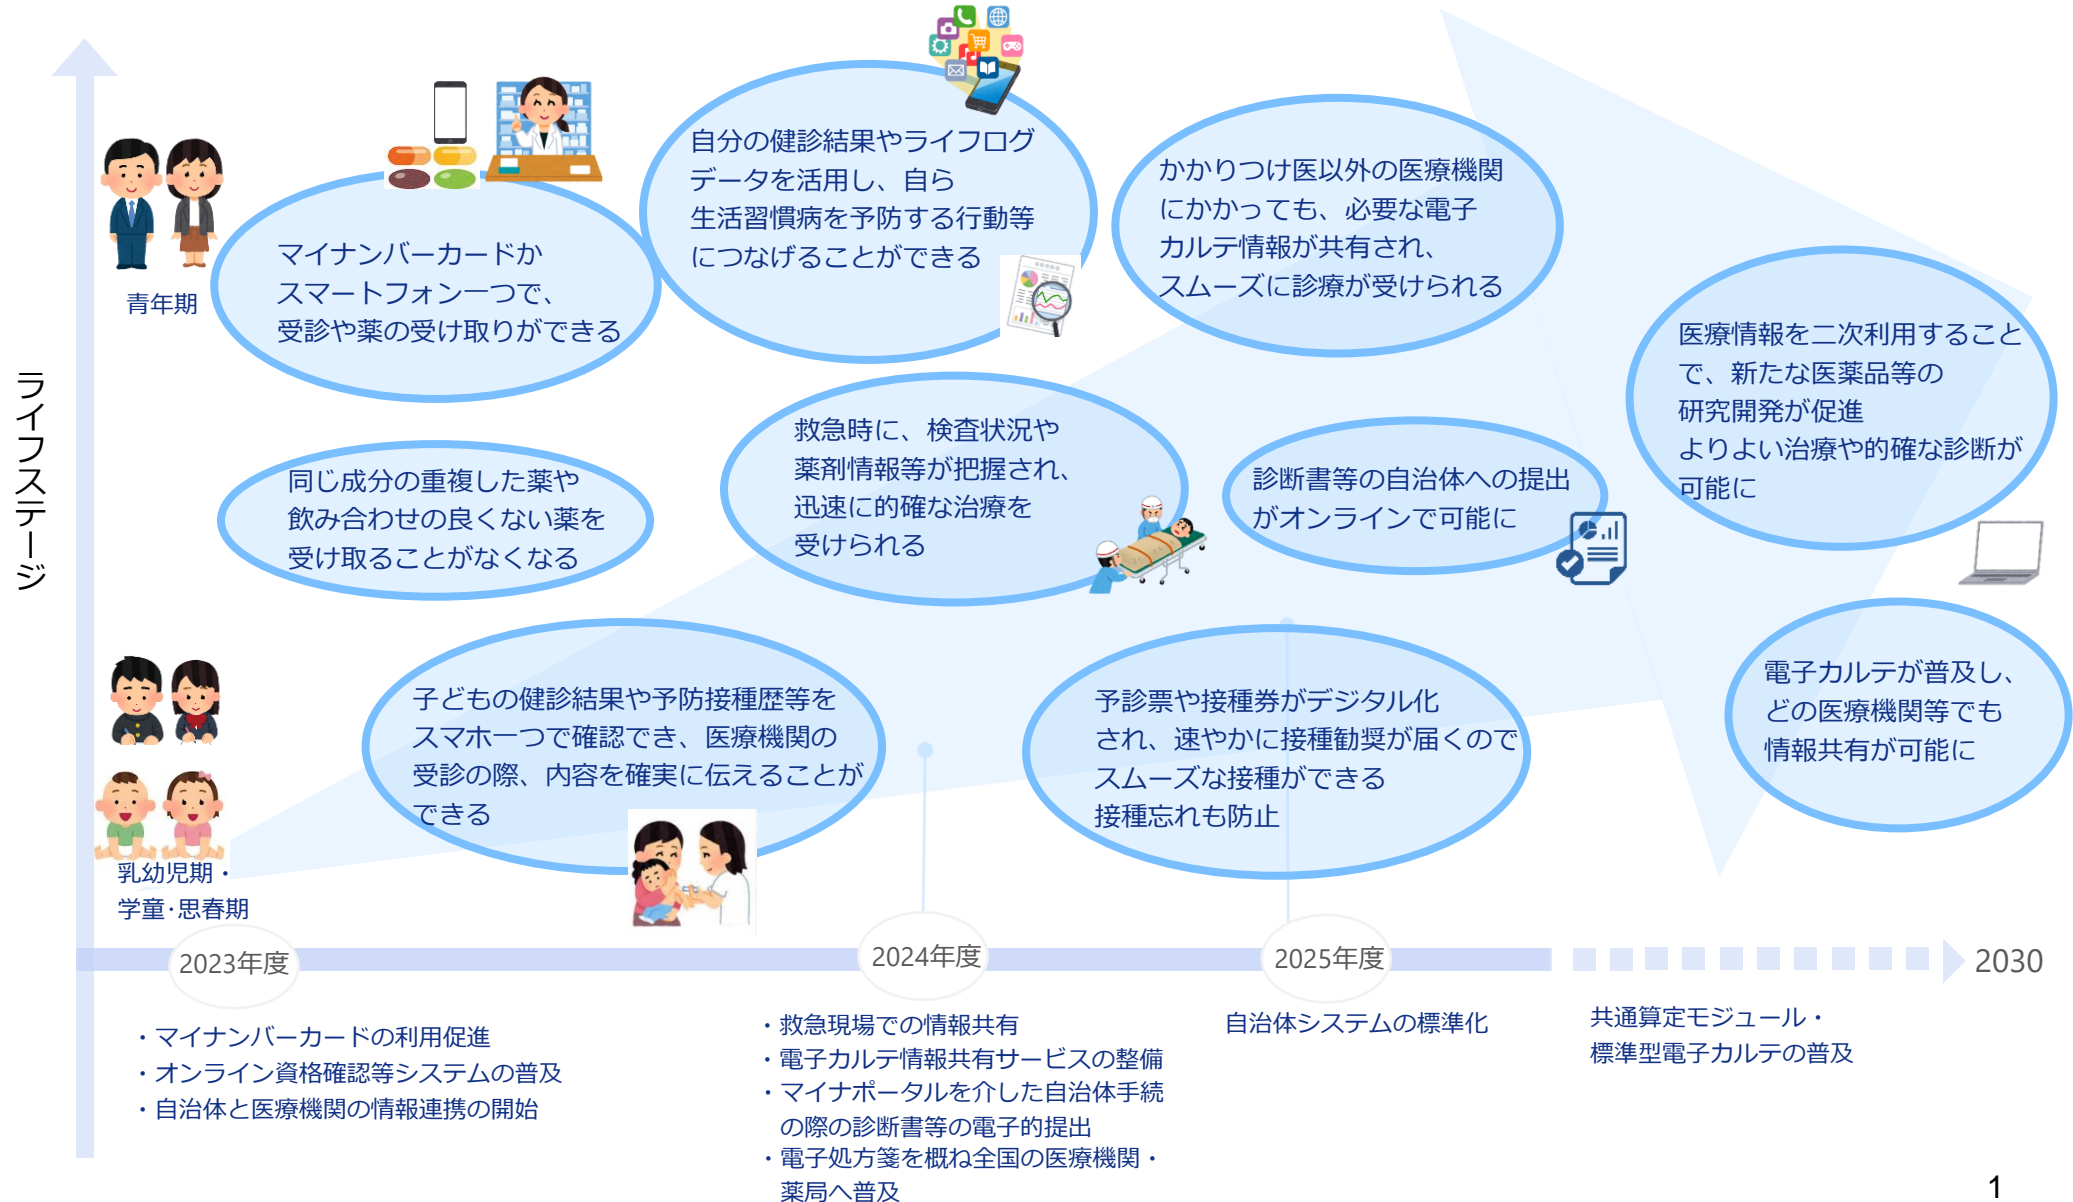 ライフステージ
青年期
マイナンバーカードか
スマートフォン一つで、
受診や薬の受け取りができる
自分の健診結果やライフログ
データを活用し、自ら
生活習慣病を予防する行動等
につなげることができる
かかりつけ医以外の医療機関
にかかっても、必要な電子
カルテ情報が共有され、
スムーズに診療が受けられる
医療情報を二次利用すること
で、新たな医薬品等の
研究開発が促進
よりよい治療や的確な診断が
可能に
同じ成分の重複した薬や
飲み合わせの良くない薬を
受け取ることがなくなる
救急時に、検査状況や
薬剤情報等が把握され、
迅速に的確な治療を
受けられる
診断書等の自治体への提出
がオンラインで可能に
子どもの健診結果や予防接種歴等を
スマホ一つで確認でき、医療機関の
受診の際、内容を確実に伝えることが
できる
予診票や接種券がデジタル化
され、速やかに接種勧奨が届くので
スムーズな接種ができる
接種忘れも防止
電子カルテが普及し、
どの医療機関等でも
情報共有が可能に
乳幼児期・
学童・思春期
2023年度
2024年度
2025年度
2030
・マイナンバーカードの利用促進
・オンライン資格確認等システムの普及
・自治体と医療機関の情報連携の開始
・救急現場での情報共有
・電子カルテ情報共有サービスの整備
・マイナポータルを介した自治体手続
の際の診断書等の電子的提出
・電子処方箋を概ね全国の医療機関・
薬局へ普及
自治体システムの標準化
共通算定モジュール・
標準型電子カルテの普及
1